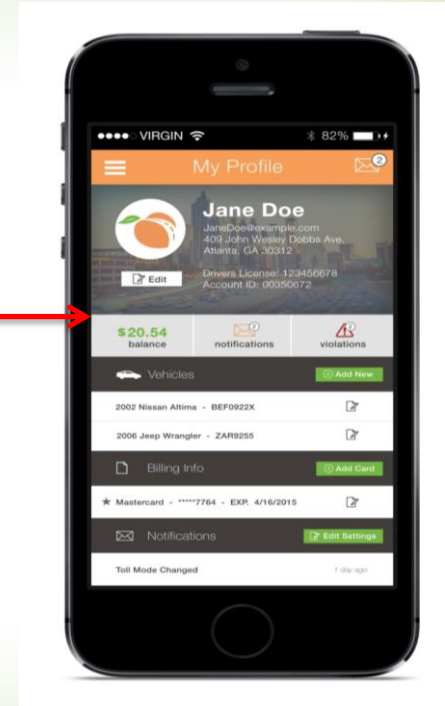 VIRGIN 82%
My Profile 2
Jane Doe
JaneDoe@example.com
409 John Wesley Dobbs Ave.
Atlanta, GA 30312
Edit
Drivers License: 123456678
Account ID: 00350672
$20.54 2 2
balance notifications violations
Vehicles Add New
2002 Nissan Altima - BEF0922X
2006 Jeep Wrangler - ZAR9255
Billing Info Add Card
Mastercard - *****7764 - EXP. 4/16/2015
Notifications Edit Settings
Toll Mode Changed 1 day ago